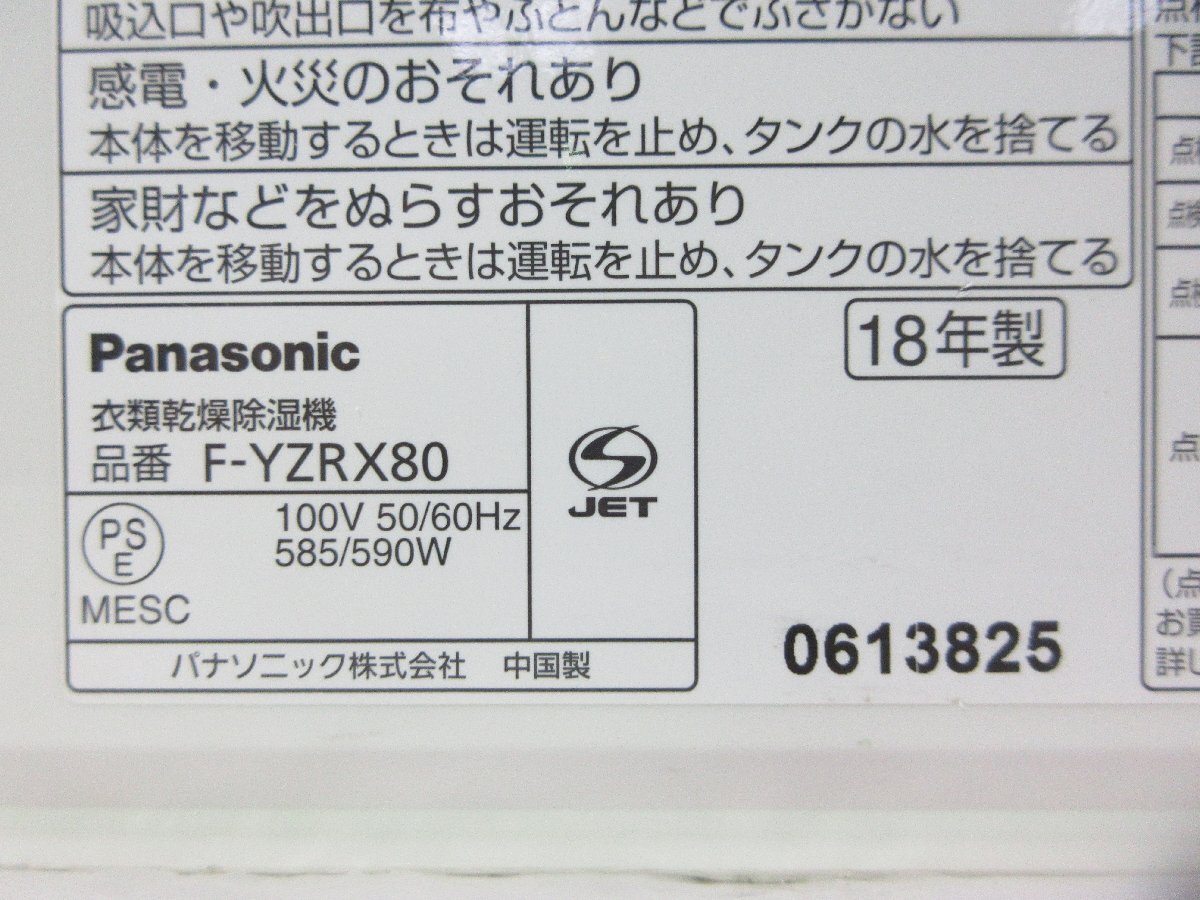 吸込口や吹出口を布やふとんなどでふさがない
感電・火災のおそれあり
本体を移動するときは運転を止め、タンクの水を捨てる
家財などをぬらすおそれあり
本体を移動するときは運転を止め、タンクの水を捨てる
Panasonic
衣類乾燥除湿機
品番 F-YZRX80
PS
E
100V 50/60Hz
585/590W
MESC
パナソニック株式会社 中国製
S
JET
18年製
0613825
点
(点
お買
詳し